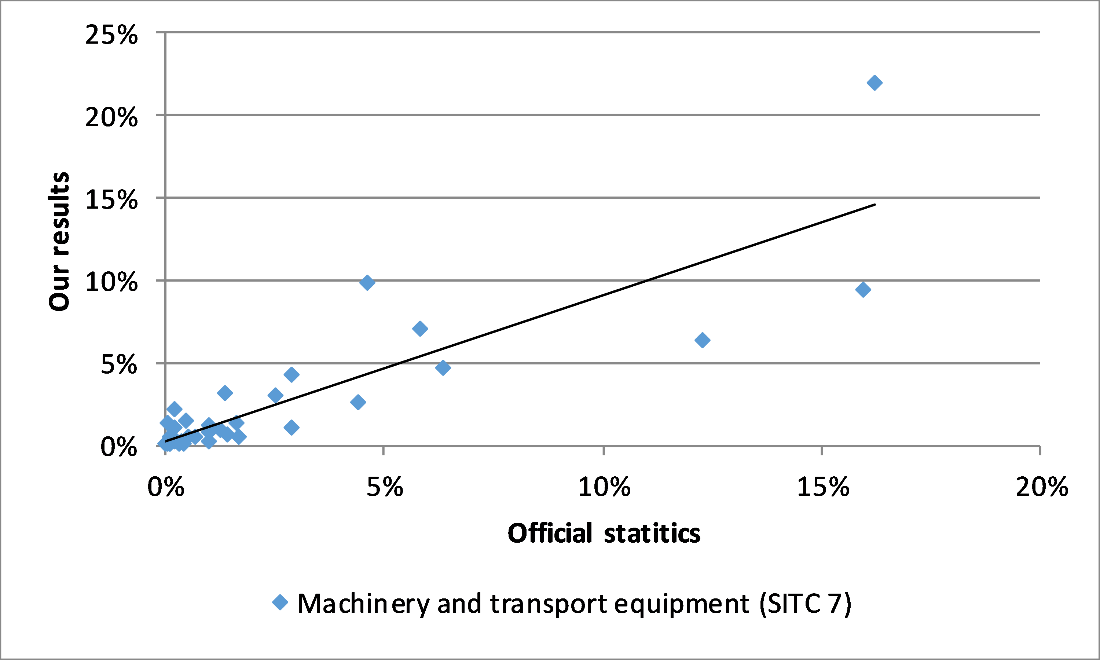 25%
20%
15%
10%
5%
0%
Our results
0% 5% 10% 15% 20%
Official statitics
Machinery and transport equipment (SITC 7)